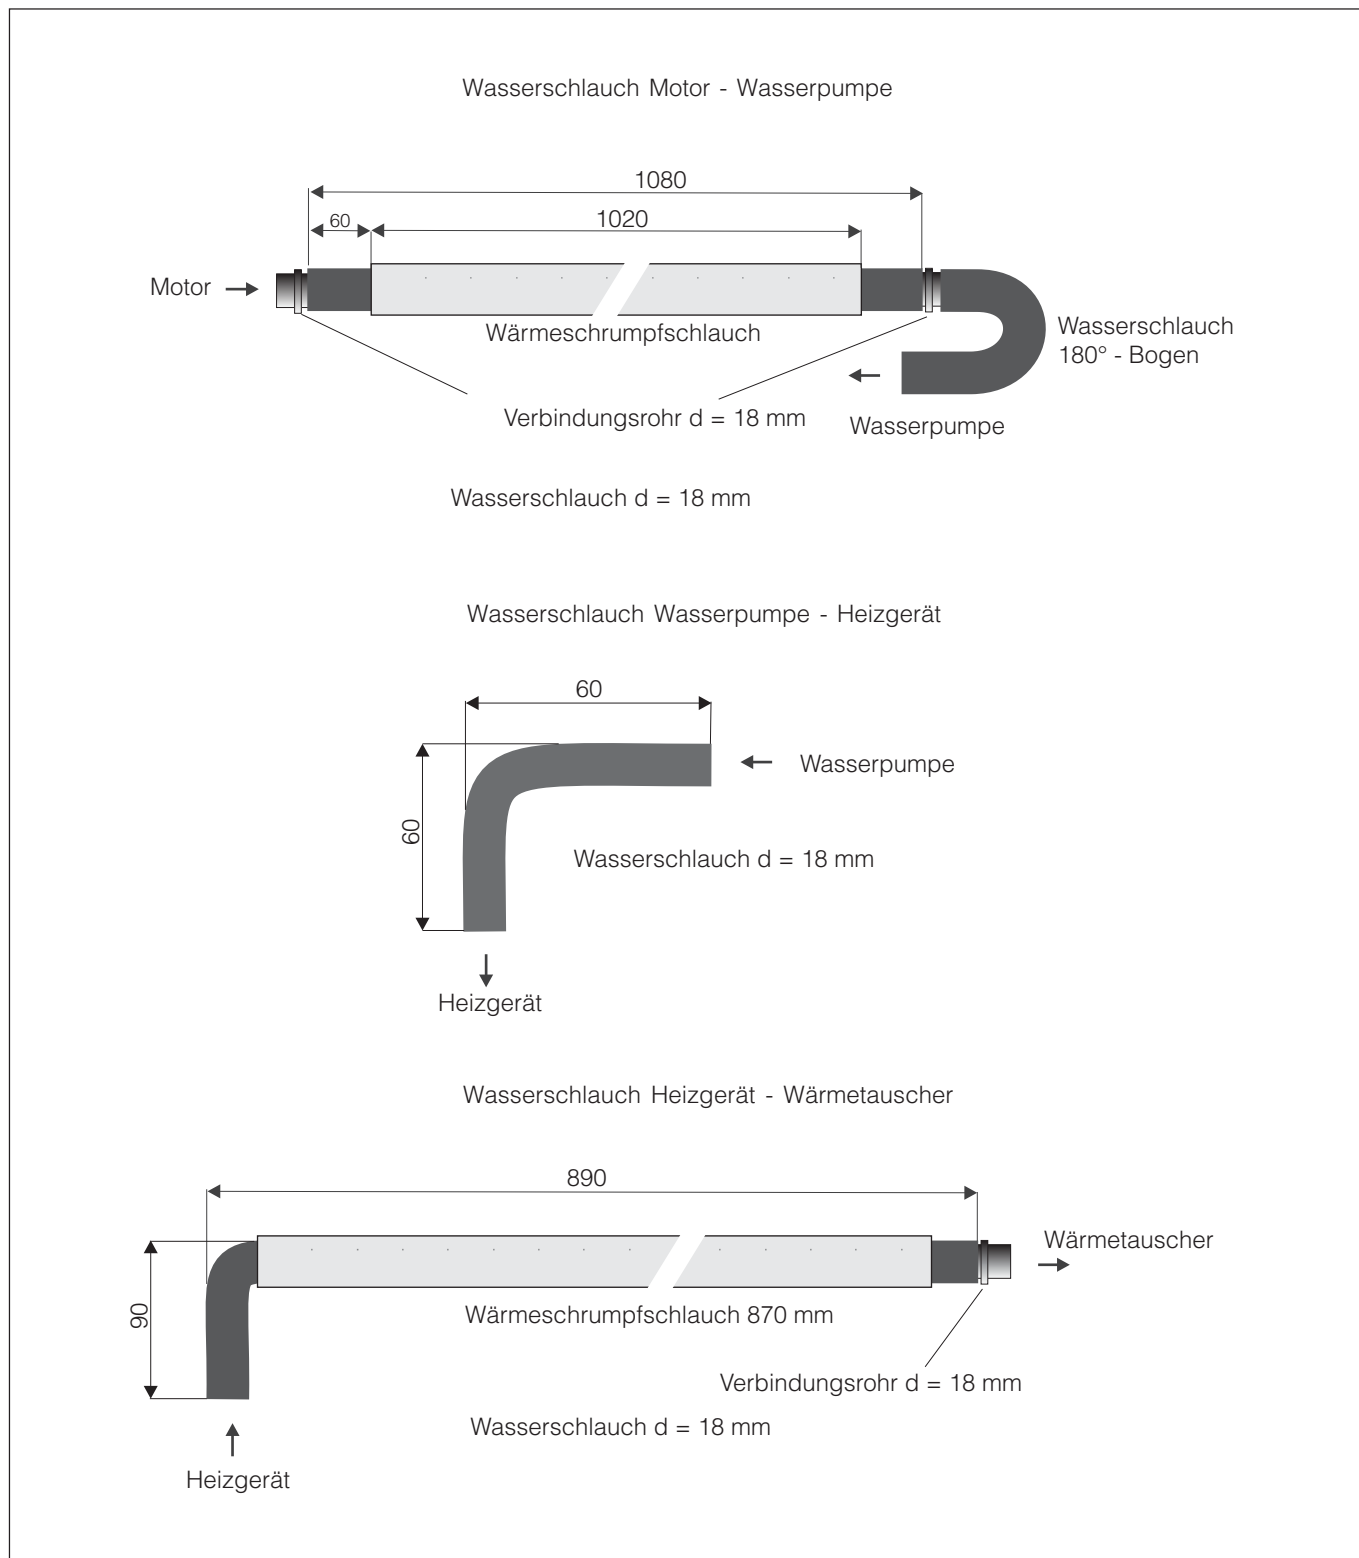 Wasserschlauch Motor - Wasserpumpe
1080
60
1020
Motor
Wärmeschrumpfschlauch
Wasserschlauch
180° - Bogen
Verbindungsrohr d = 18 mm
Wasserpumpe
Wasserschlauch d = 18 mm
Wasserschlauch Wasserpumpe - Heizgerät
60
Wasserpumpe
60
Wasserschlauch d = 18 mm
Heizgerät
Wasserschlauch Heizgerät - Wärmetauscher
890
Wärmetauscher
90
Wärmeschrumpfschlauch 870 mm
Verbindungsrohr d = 18 mm
Wasserschlauch d = 18 mm
Heizgerät